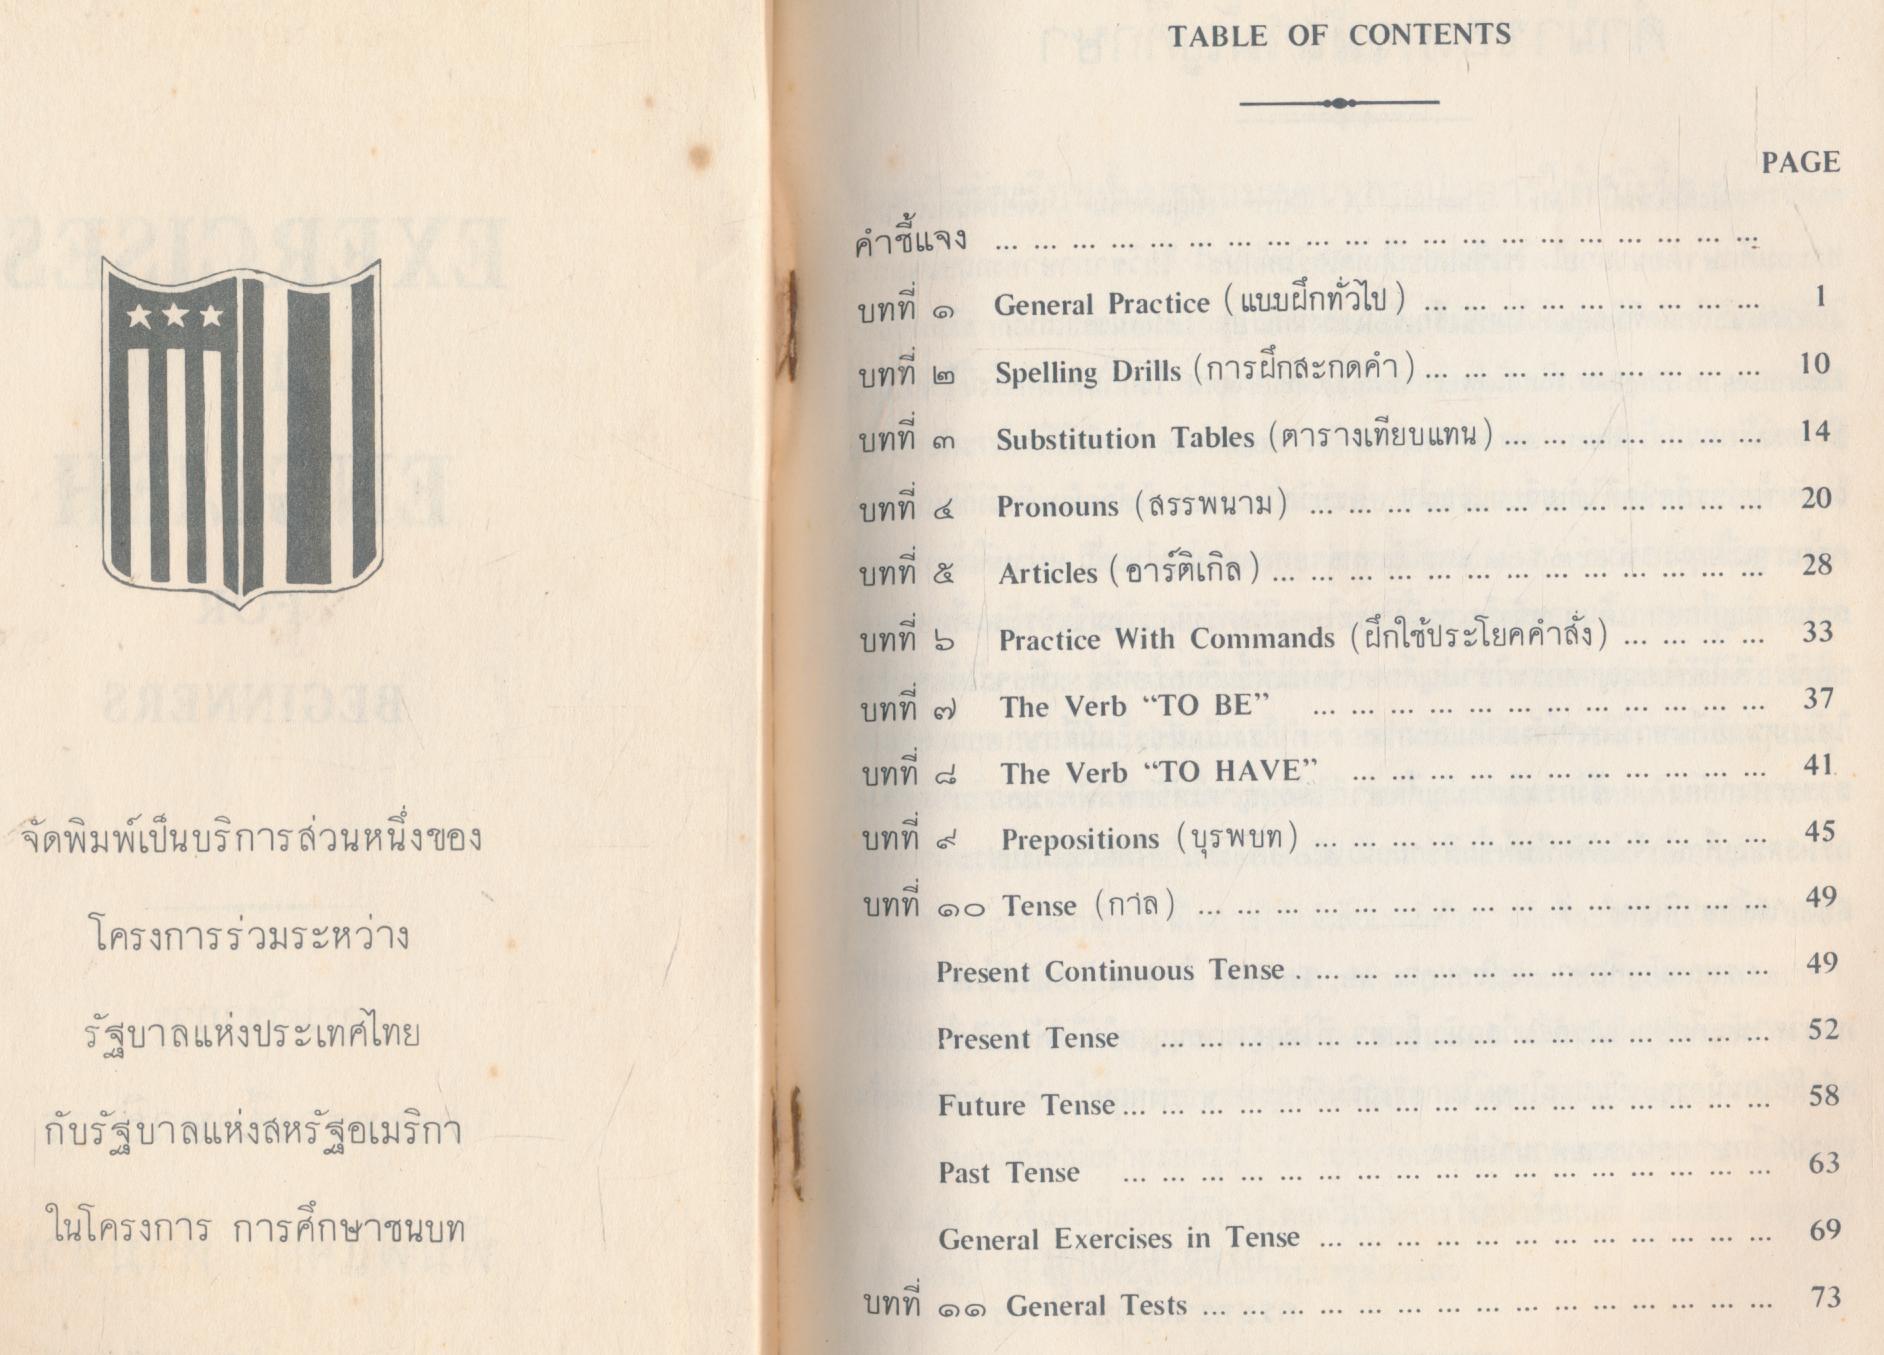 จัดพิมพ์เป็นบริการส่วนหนึ่งของ
โครงการร่วมระหว่าง
รัฐบาลแห่งประเทศไทย
กับรัฐบาลแห่งสหรัฐอเมริกา
ในโครงการ การศึกษาชนบท
TABLE OF CONTENTS
PAGE
คำชี้แจง ... ... ... ... ... ... ... ... ... ... ... ... ... ... ... ... ... ... ... ...
บทที่ ๑ General Practice (แบบฝึกทั่วไป) ... ... ... ... ... ... ... ... ... 1
บทที่ ๒ Spelling Drills (การฝึกสะกดคำ) ... ... ... ... ... ... ... ... ... 10
บทที่ ๓ Substitution Tables (ตารางเทียบแทน) ... ... ... ... ... ... ... 14
บทที่ ๔ Pronouns (สรรพนาม) ... ... ... ... ... ... ... ... ... ... ... ... 20
บทที่ ๕ Articles (อาร์ติเกิล) ... ... ... ... ... ... ... ... ... ... ... ... ... 28
บทที่ ๖ Practice With Commands (ฝึกใช้ประโยคคำสั่ง) ... ... ... ... 33
บทที่ ๗ The Verb “TO BE” ... ... ... ... ... ... ... ... ... ... ... ... 37
บทที่ ๘ The Verb “TO HAVE” ... ... ... ... ... ... ... ... ... ... ... 41
บทที่ ๙ Prepositions (บุรพบท) ... ... ... ... ... ... ... ... ... ... ... ... 45
บทที่ ๑๐ Tense (กาล) ... ... ... ... ... ... ... ... ... ... ... ... ... ... ... 49
Present Continuous Tense . ... ... ... ... ... ... ... ... ... ... ... ... 49
Present Tense ... ... ... ... ... ... ... ... ... ... ... ... ... ... ... ... 52
Future Tense ... ... ... ... ... ... ... ... ... ... ... ... ... ... ... ... ... 58
Past Tense ... ... ... ... ... ... ... ... ... ... ... ... ... ... ... ... ... 63
General Exercises in Tense ... ... ... ... ... ... ... ... ... ... ... ... 69
บทที่ ๑๑ General Tests ... ... ... ... ... ... ... ... ... ... ... ... ... ... ... 73